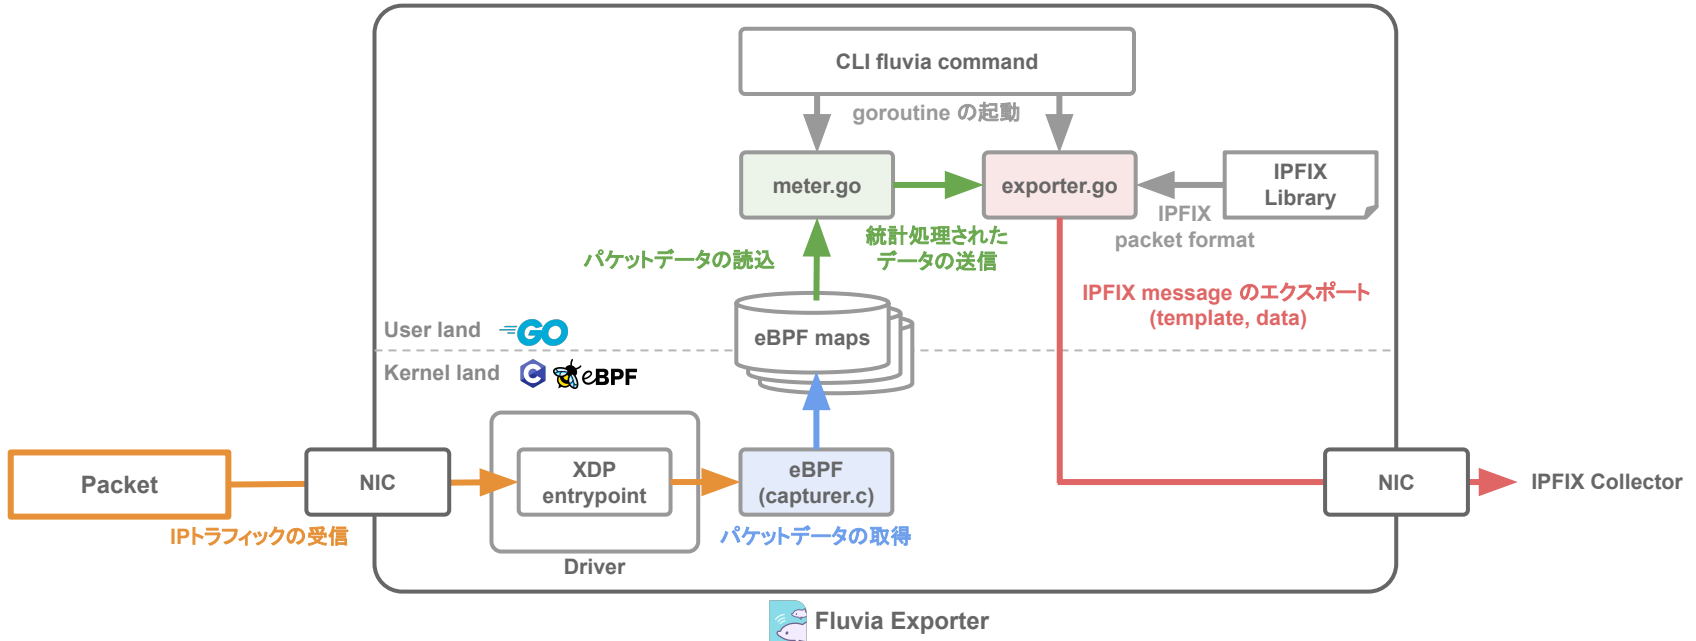 CLI fluvia command
goroutine の起動
meter.go
exporter.go
IPFIX
Library
IPFIX
packet format
パケットデータの読込
統計処理された
データの送信
IPFIX message のエクスポート
(template, data)
User land
GO
eBPF maps
Kernel land
C
eBPF
Packet
NIC
XDP
entrypoint
eBPF
(capturer.c)
NIC
IPFIX Collector
IPトラフィックの受信
パケットデータの取得
Driver
Fluvia Exporter